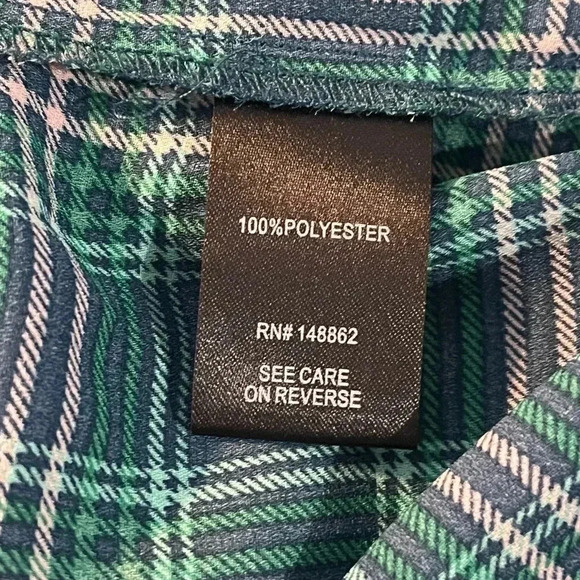 100%POLYESTER
RN# 148862
SEE CARE
ON REVERSE